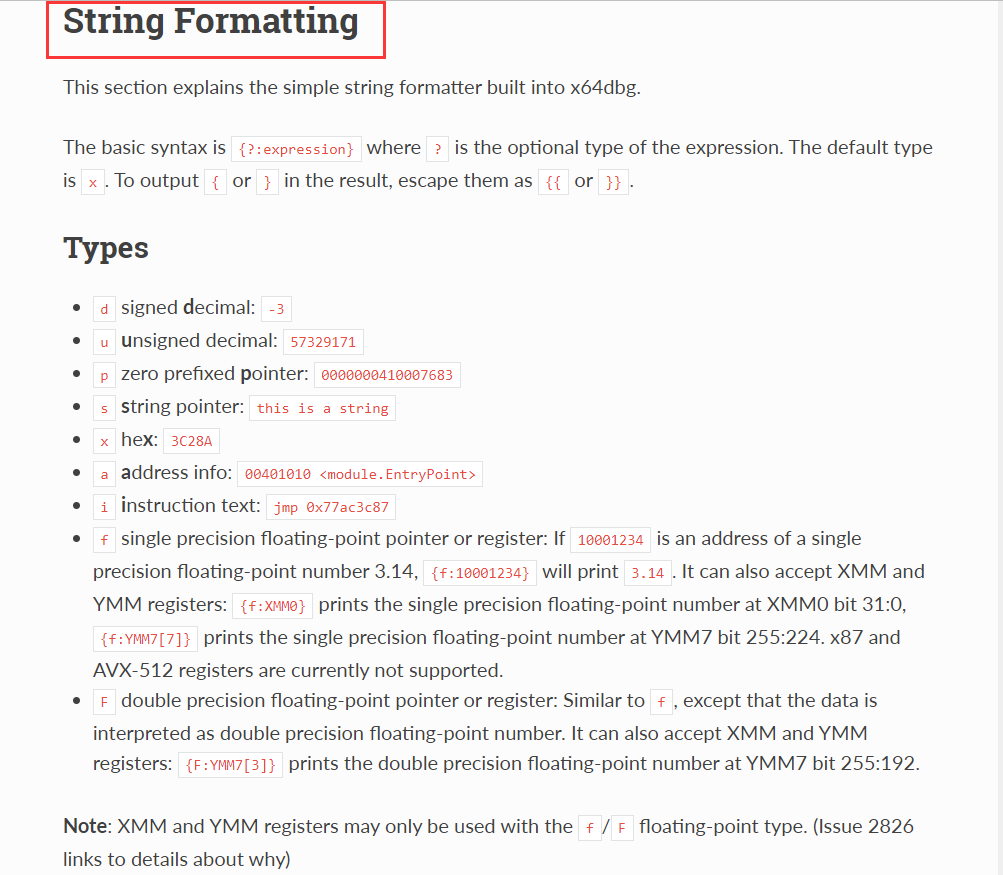 String Formatting
This section explains the simple string formatter built into x64dbg.
The basic syntax is {?:expression} where ? is the optional type of the expression. The default type
is x. To output { or } in the result, escape them as {{ or }}.
Types
d signed decimal: -3
u unsigned decimal: 57329171
p zero prefixed pointer: 0000000410007683
s string pointer: this is a string
x hex: 3C28A
a address info: 00401010 <module.EntryPoint>
i instruction text: jmp 0x77ac3c87
f single precision floating-point pointer or register: If 10001234 is an address of a single
precision floating-point number 3.14, {f:10001234} will print 3.14. It can also accept XMM and
YMM registers: {f:XMM0} prints the single precision floating-point number at XMM0 bit 31:0,
{f:YMM7[7]} prints the single precision floating-point number at YMM7 bit 255:224. x87 and
AVX-512 registers are currently not supported.
F double precision floating-point pointer or register: Similar to f, except that the data is
interpreted as double precision floating-point number. It can also accept XMM and YMM
registers: {F:YMM7[3]} prints the double precision floating-point number at YMM7 bit 255:192.
Note: XMM and YMM registers may only be used with the f/F floating-point type. (Issue 2826
links to details about why)